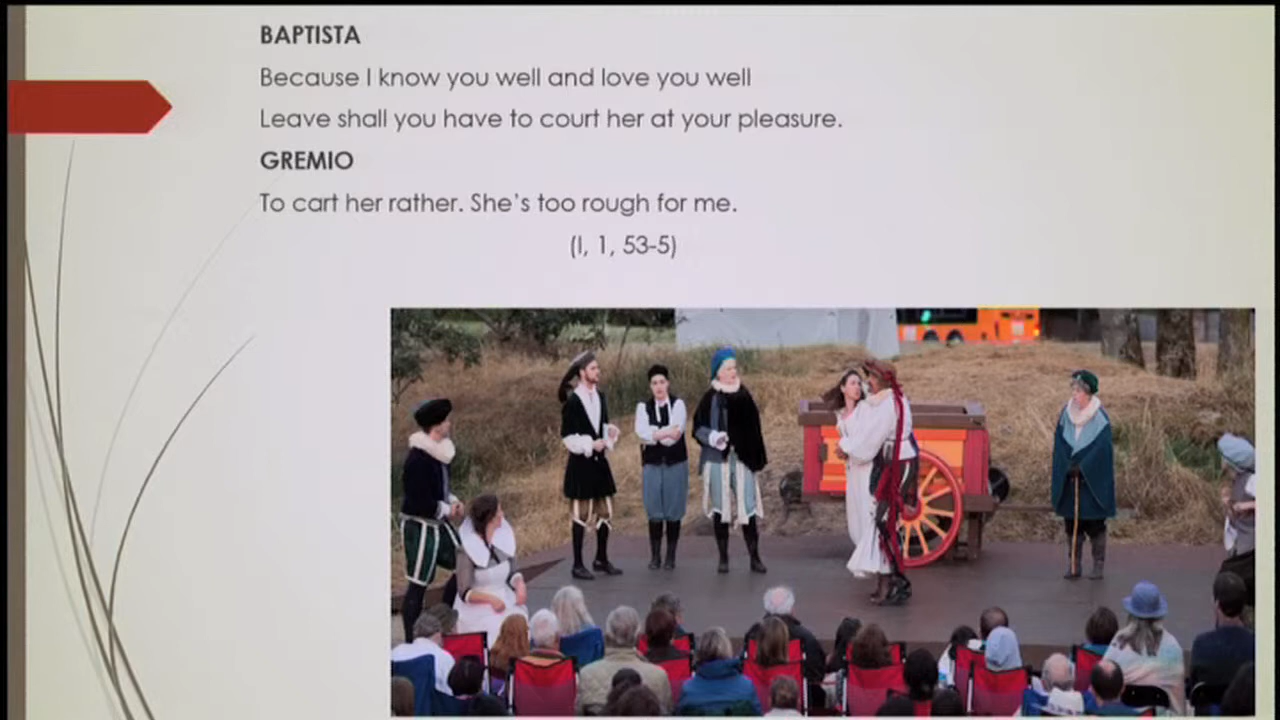 BAPTISTA
Because I know you well and love you well
Leave shall you have to court her at your pleasure.
GREMIO
To cart her rather. She's too rough for me.
(I, 1, 53-5)